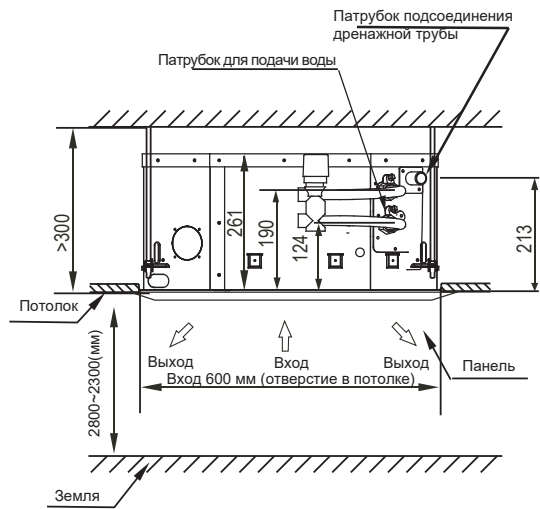 Патрубок подсоединения
дренажной трубы
Патрубок для подачи воды
>300
261
190
124
213
Потолок
2800~2300(мм)
Выход
Вход
Выход
Панель
Вход 600 мм (отверстие в потолке)
Земля